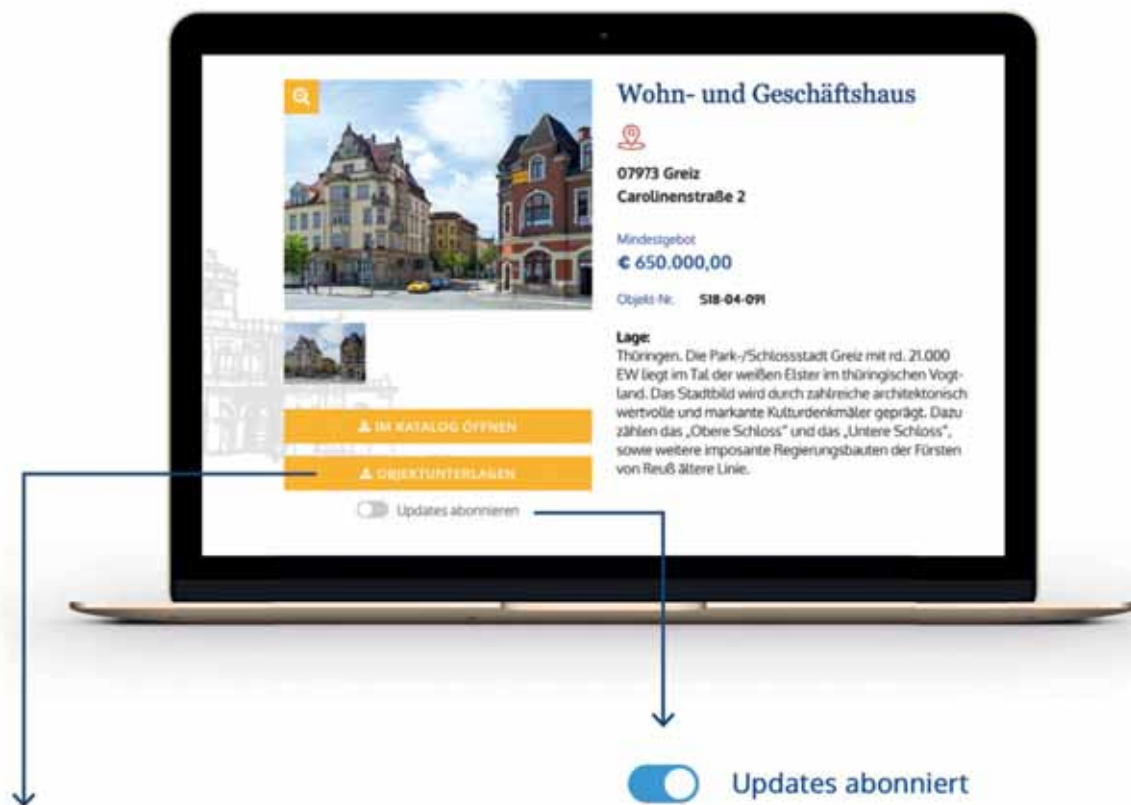 Wohn- und Geschäftshaus
07973 Greiz
Carolinenstraße 2
Mindestgebot
€ 650.000,00
Objekt-Nr. S18-04-091
Lage:
Thüringen. Die Park-/Schlossstadt Greiz mit rd. 21.000
EW liegt im Tal der weißen Elster im thüringischen Vogt-
land. Das Stadtbild wird durch zahlreiche architektonisch
wertvolle und markante Kulturdenkmäler geprägt. Dazu
zählen das „Obere Schloss“ und das „Untere Schloss“,
sowie weitere imposante Regierungsbauten der Fürsten
von Reuß ältere Linie.
IM KATALOG ÖFFNEN
OBJEKTUNTERLAGEN
Updates abonnieren
Updates abonniert